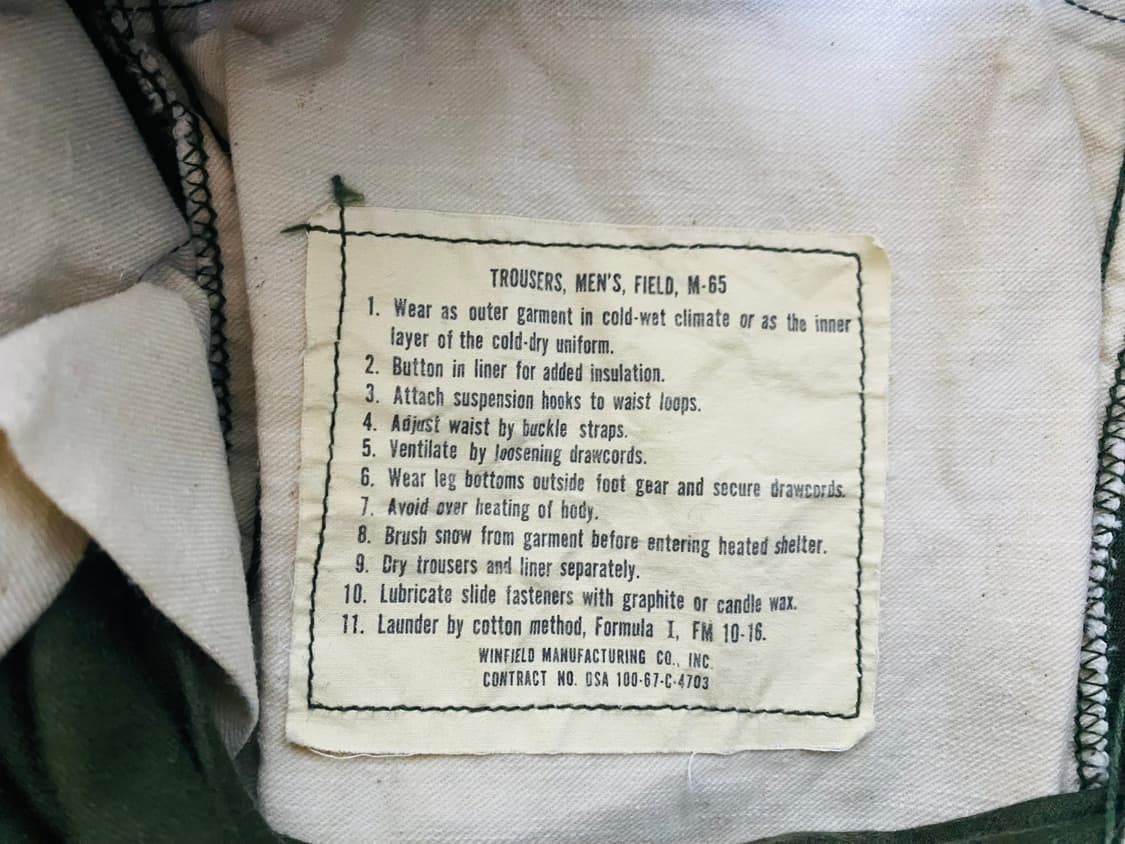 TROUSERS, MEN'S, FIELD, M-65
1. Wear as outer garment in cold-wet climate or as the inner
layer of the cold-dry uniform.
2. Button in liner for added insulation.
3. Attach suspension hooks to waist loops.
4. Adjust waist by buckle straps.
5. Ventilate by loosening drawcords.
6. Wear leg bottoms outside foot gear and secure drawcords.
7. Avoid over heating of body.
8. Brush snow from garment before entering heated shelter.
9. Dry trousers and liner separately.
10. Lubricate slide fasteners with graphite or candle wax.
11. Launder by cotton method, Formula I, FM 10-16.
WINFIELD MANUFACTURING CO., INC.
CONTRACT NO. DSA 100-67-C-4703